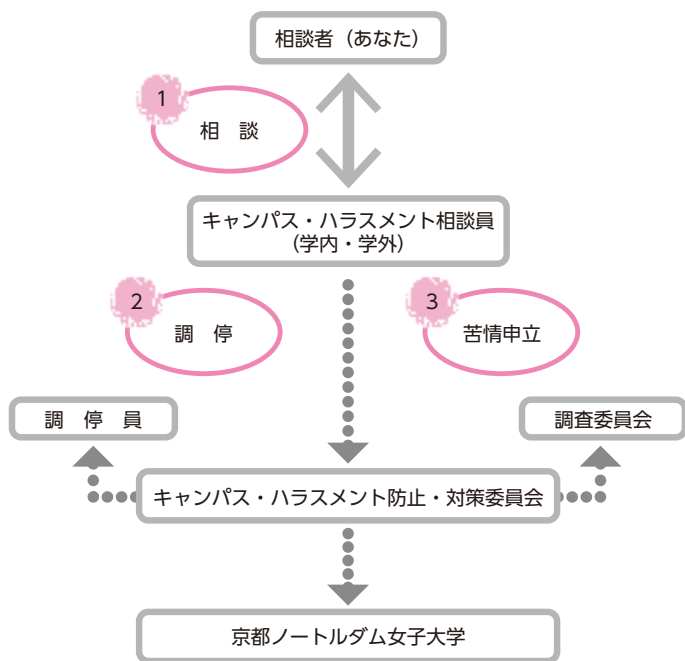 相談者（あなた）
1
相　談
キャンパス・ハラスメント相談員
（学内・学外）
2
調　停
3
苦情申立
調　停　員
調査委員会
キャンパス・ハラスメント防止・対策委員会
京都ノートルダム女子大学